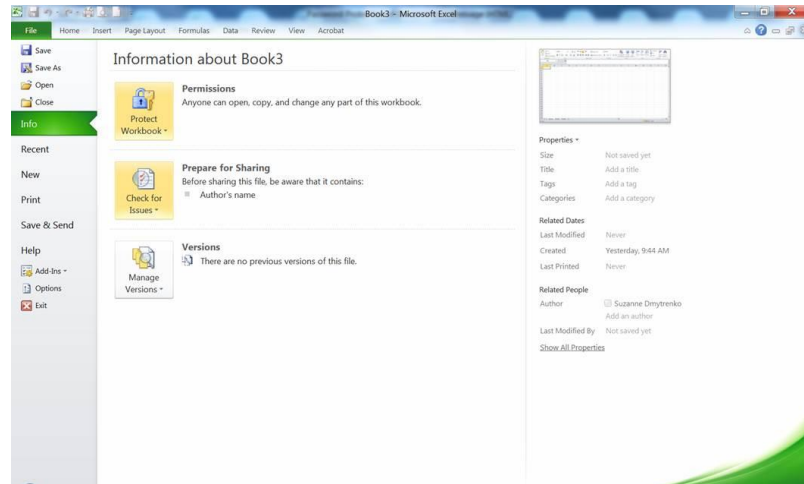 Book3 - Microsoft Excel
File Home Insert Page Layout Formulas Data Review View Acrobat
Save
Save As
Open
Close
Info
Recent
New
Print
Save & Send
Help
Add-Ins
Options
Exit
Information about Book3
Protect
Workbook
Permissions
Anyone can open, copy, and change any part of this workbook.
Check for
Issues
Prepare for Sharing
Before sharing this file, be aware that it contains:
Author's name
Manage
Versions
Versions
There are no previous versions of this file.
Properties
Size Not saved yet
Title Add a title
Tags Add a tag
Categories Add a category
Related Dates
Last Modified Never
Created Yesterday, 9:44 AM
Last Printed Never
Related People
Author Suzanne Dmytrenko
Add an author
Last Modified By Not saved yet
Show All Properties